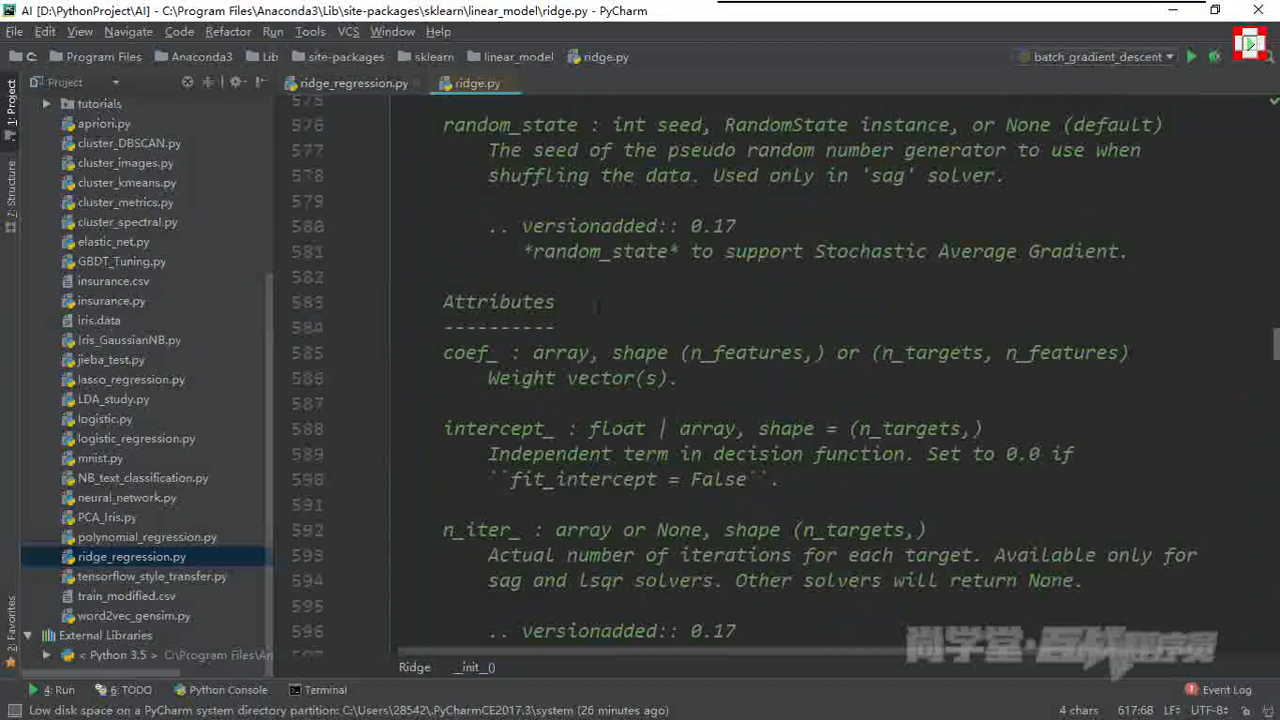 AI [D:\PythonProject\AI] - C:\Program Files\Anaconda3\Lib\site-packages\sklearn\linear_model\ridge.py - PyCharm
File Edit View Navigate Code Refactor Run Tools VCS Window Help
C: Program Files Anaconda3 Lib site-packages sklearn linear_model ridge.py batch_gradient_descent
Project ridge_regression.py ridge.py
1: Project
7: Structure
2: Favorites
tutorials
apriori.py
cluster_DBSCAN.py
cluster_images.py
cluster_kmeans.py
cluster_metrics.py
cluster_spectral.py
elastic_net.py
GBDT_Tuning.py
insurance.csv
insurance.py
iris.data
Iris_GaussianNB.py
jieba_test.py
lasso_regression.py
LDA_study.py
logistic.py
logistic_regression.py
mnist.py
NB_text_classification.py
neural_network.py
PCA_Iris.py
polynomial_regression.py
ridge_regression.py
tensorflow_style_transfer.py
train_modified.csv
word2vec_gensim.py
External Libraries
< Python 3.5 > C:\Program Files\An
575
576 random_state : int seed, RandomState instance, or None (default)
577 The seed of the pseudo random number generator to use when
578 shuffling the data. Used only in 'sag' solver.
579
580 .. versionadded:: 0.17
581 *random_state* to support Stochastic Average Gradient.
582
583 Attributes
584 ----------
585 coef_ : array, shape (n_features,) or (n_targets, n_features)
586 Weight vector(s).
587
588 intercept_ : float | array, shape = (n_targets,)
589 Independent term in decision function. Set to 0.0 if
590 ``fit_intercept = False``.
591
592 n_iter_ : array or None, shape (n_targets,)
593 Actual number of iterations for each target. Available only for
594 sag and lsqr solvers. Other solvers will return None.
595
596 .. versionadded:: 0.17
Ridge __init__()
4: Run 6: TODO Python Console Terminal Event Log
Low disk space on a PyCharm system directory partition: C:\Users\28542\.PyCharmCE2017.3\system (26 minutes ago) 4 chars 617:68 LF÷ UTF-8÷